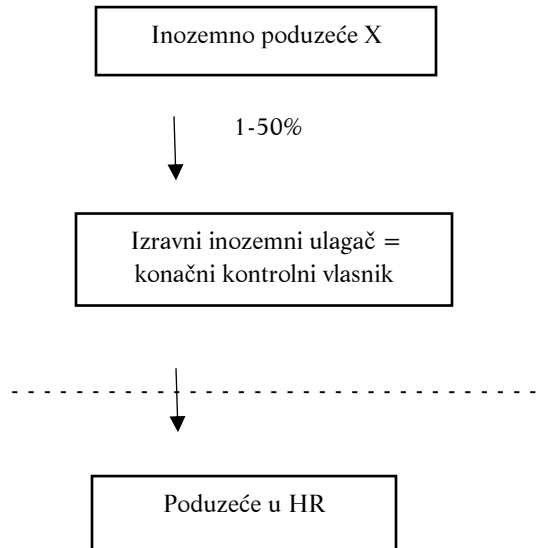 Inozemno poduzeće X
1-50%
Izravni inozemni ulagač =
konačni kontrolni vlasnik
Poduzeće u HR